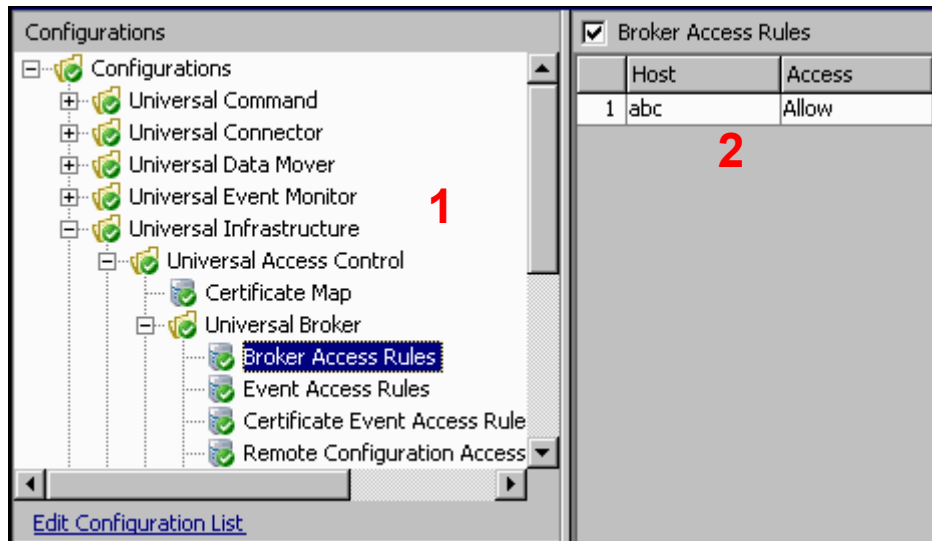 Configurations
Configurations
Universal Command
Universal Connector
Universal Data Mover
Universal Event Monitor
Universal Infrastructure
Universal Access Control
Certificate Map
Universal Broker
Broker Access Rules
Event Access Rules
Certificate Event Access Rule
Remote Configuration Access
Edit Configuration List
1
Broker Access Rules
Host Access
1 abc Allow
2